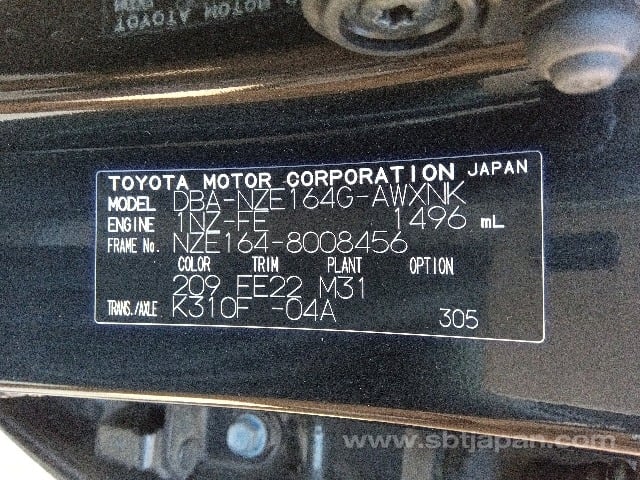 TOYOTA MOTOR CORPORATION JAPAN
MODEL DBA-NZE164G-AWXNK
ENGINE 1NZ-FE 1496 mL
FRAME No. NZE164-8008456
COLOR TRIM PLANT OPTION
209 FE22 M31
TRANS./AXLE K310F -04A 305
www.sbtjapan.com